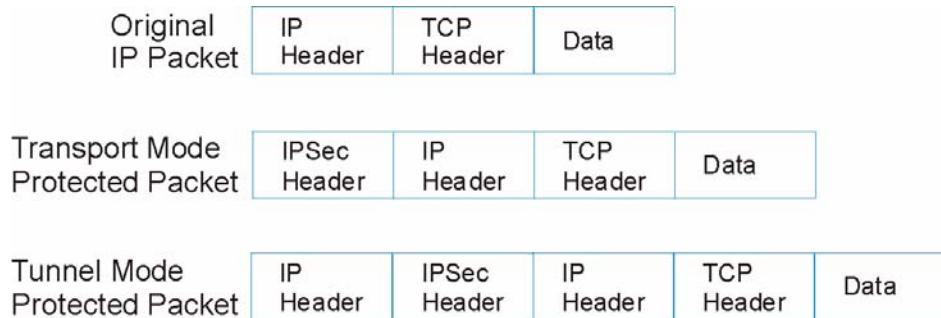 Original
IP Packet
IP
Header
TCP
Header
Data
Transport Mode
Protected Packet
IPSec
Header
IP
Header
TCP
Header
Data
Tunnel Mode
Protected Packet
IP
Header
IPSec
Header
IP
Header
TCP
Header
Data